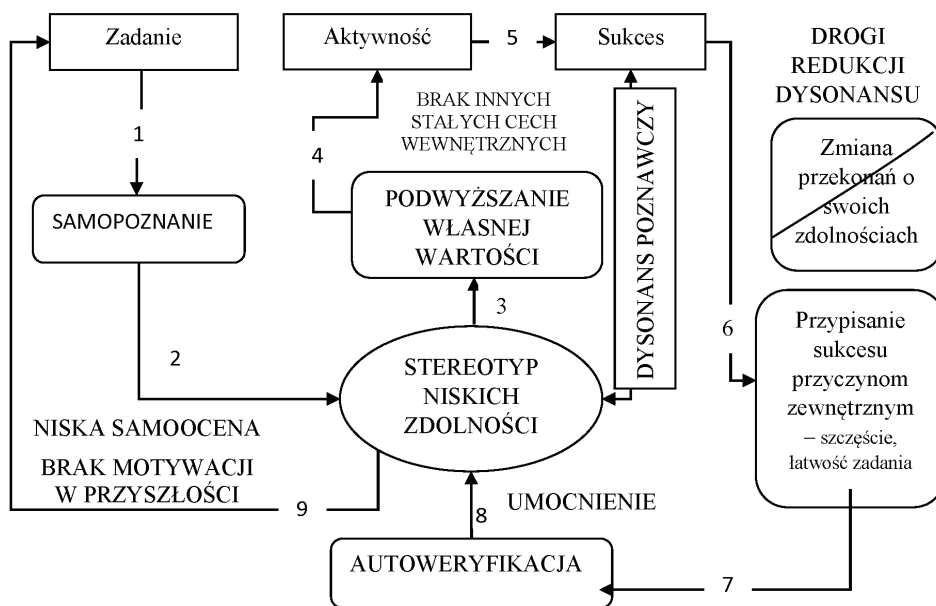 Zadanie
Aktywność
5
Sukces
DROGI
REDUKCJI
DYSONANSU
1
4
BRAK INNYCH
STAŁYCH CECH
WEWNĘTRZNYCH
Zmiana
przekonań o
swoich
zdolnościach
SAMOPOZNANIE
PODWYŻSZANIE
WŁASNEJ
WARTOŚCI
DYSONANS POZNAWCZY
2
3
6
Przypisanie
sukcesu
przyczynom
zewnętrznym
– szczęście,
łatwość zadania
STEREOTYP
NISKICH
ZDOLNOŚCI
NISKA SAMOOCENA
BRAK MOTYWACJI
W PRZYSZŁOŚCI
9
8
UMOCNIENIE
AUTOWERYFIKACJA
7